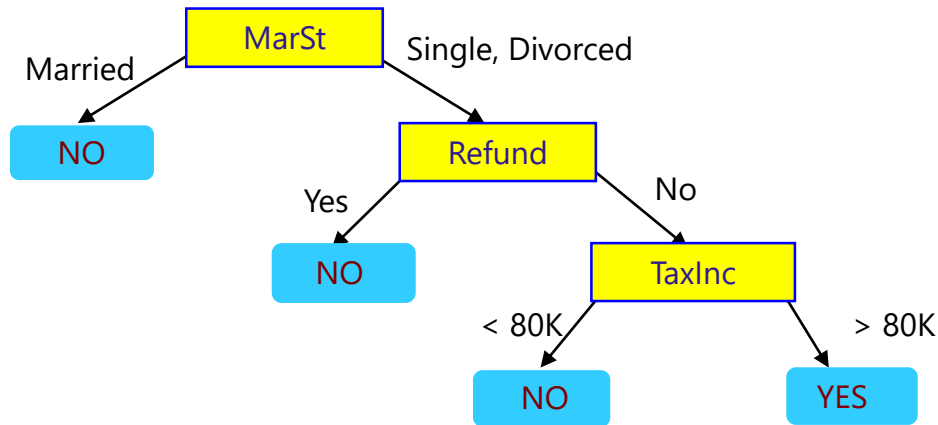 MarSt
Married
Single, Divorced
NO
Refund
Yes
No
NO
TaxInc
< 80K
> 80K
NO
YES